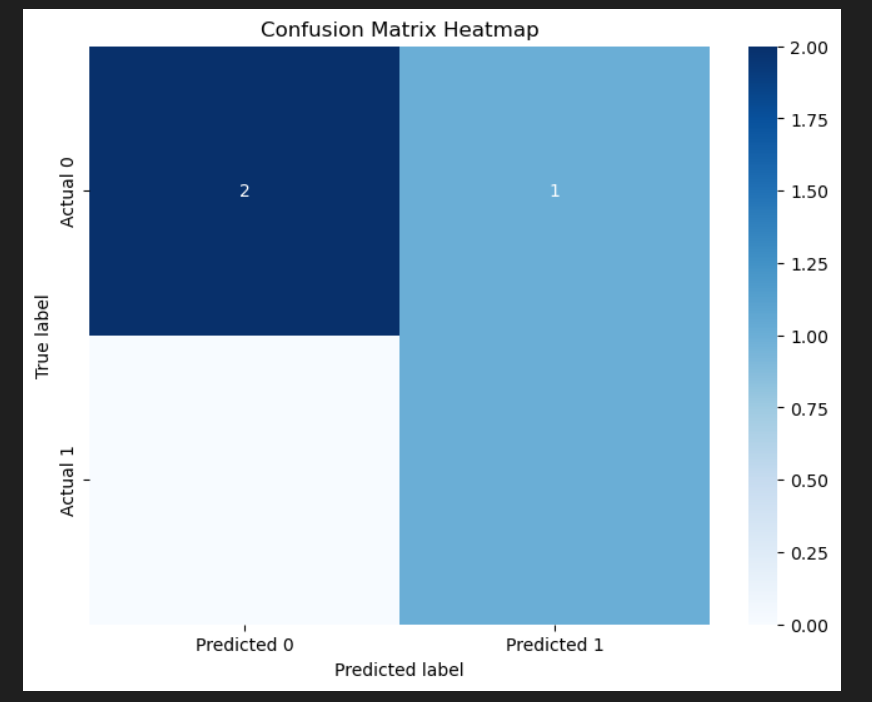 Confusion Matrix Heatmap
2.00
1.75
1.50
1.25
1.00
0.75
0.50
0.25
0.00
True label
Actual 0
Actual 1
2
1
Predicted 0
Predicted 1
Predicted label